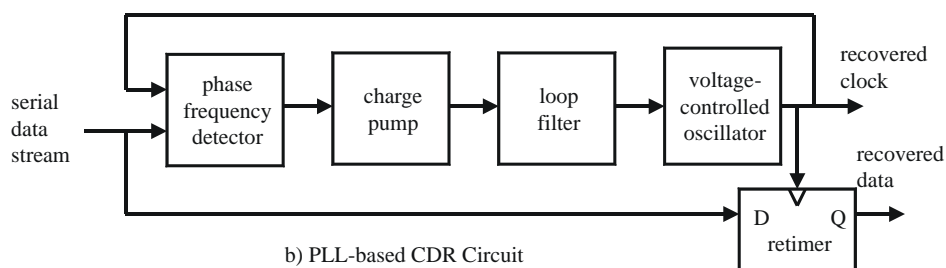 serial
data
stream
phase
frequency
detector
charge
pump
loop
filter
voltage-
controlled
oscillator
recovered
clock
recovered
data
D Q
retimer
b) PLL-based CDR Circuit